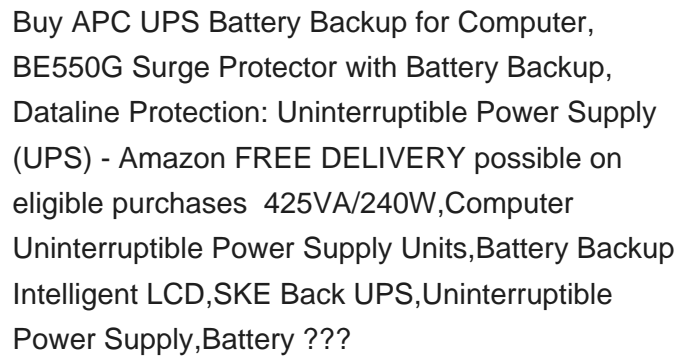 Buy APC UPS Battery Backup for Computer,
BE550G Surge Protector with Battery Backup,
Dataline Protection: Uninterruptible Power Supply
(UPS) - Amazon FREE DELIVERY possible on
eligible purchases  425VA/240W,Computer
Uninterruptible Power Supply Units,Battery Backup
Intelligent LCD,SKE Back UPS,Uninterruptible
Power Supply,Battery ???